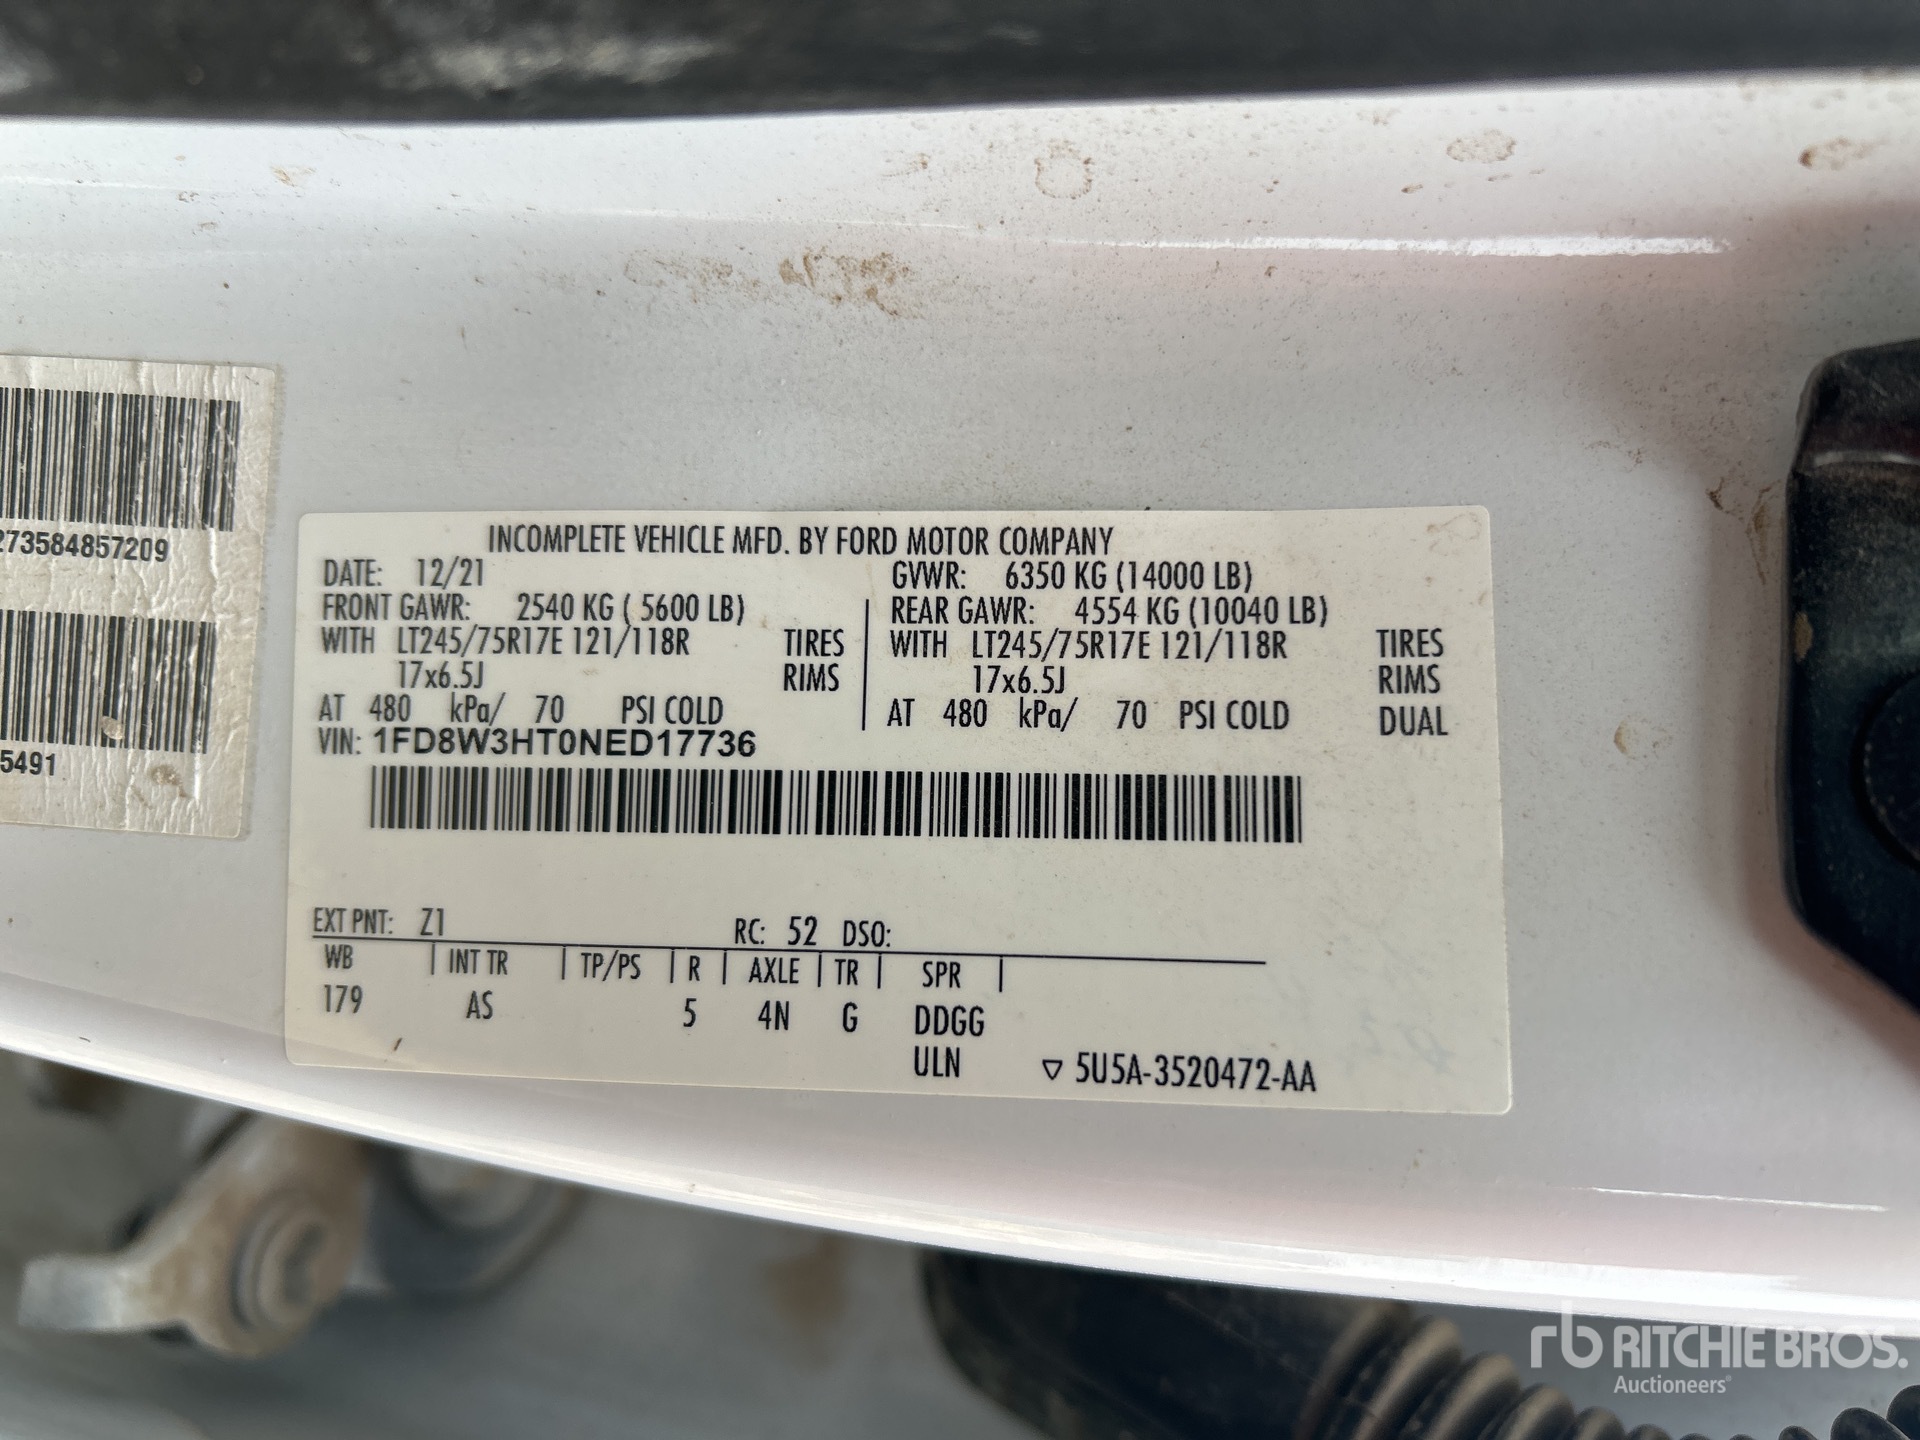 273584857209
5491
INCOMPLETE VEHICLE MFD. BY FORD MOTOR COMPANY
DATE: 12/21 GVWR: 6350 KG (14000 LB)
FRONT GAWR: 2540 KG ( 5600 LB) REAR GAWR: 4554 KG (10040 LB)
WITH LT245/75R17E 121/118R TIRES WITH LT245/75R17E 121/118R TIRES
17x6.5J RIMS 17x6.5J RIMS
AT 480 kPa/ 70 PSI COLD AT 480 kPa/ 70 PSI COLD DUAL
VIN: 1FD8W3HT0NED17736
EXT PNT: Z1 RC: 52 DSO:
WB | INT TR | TP/PS | R | AXLE | TR | SPR |
179 AS 5 4N G DDGG
ULN ▽ 5U5A-3520472-AA
rb RITCHIE BROS.
Auctioneers